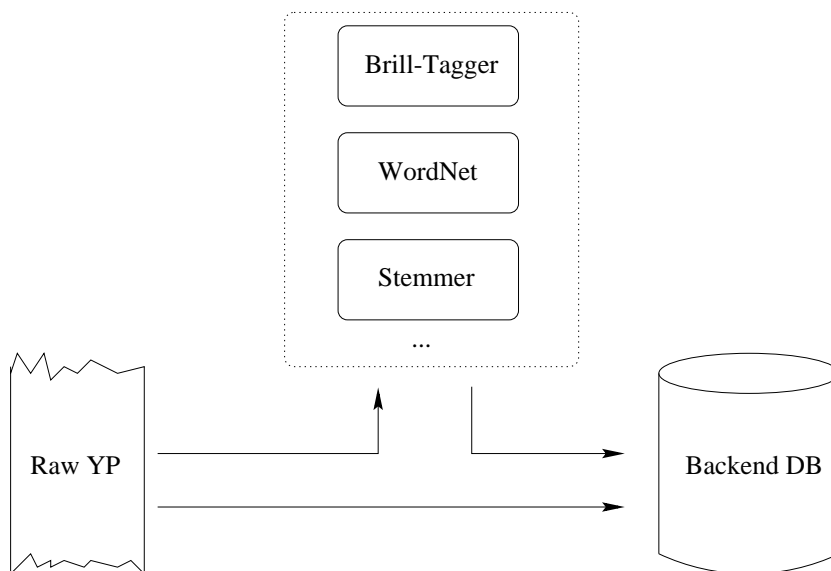 Brill-Tagger
WordNet
Stemmer
...
Raw YP
Backend DB